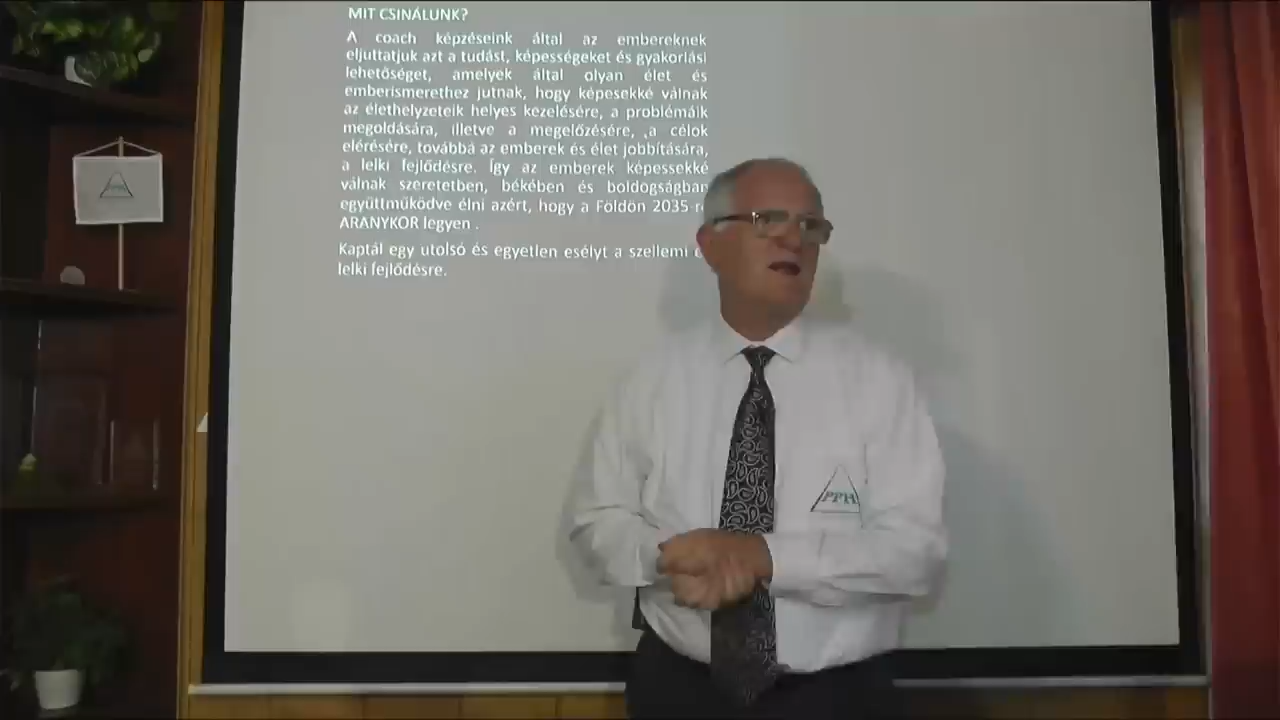 MIT CSINÁLUNK?
A coach képzéseink által az embereknek
eljuttatjuk azt a tudást, képességeket és gyakorlási
lehetőséget, amelyek által olyan élet és
emberismerethez jutnak, hogy képesekké válnak
az élethelyzeteik helyes kezelésére, a problémáik
megoldására, illetve a megelőzésére, ,a célok
elérésére, továbbá az emberek és élet jobbítására,
a lelki fejlődésre. Így az emberek képessekké
válnak szeretetben, békében és boldogságban
együttműködve élni azért, hogy a Földön 2035-r
ARANYKOR legyen .
Kaptál egy utolsó és egyetlen esélyt a szellemi
lelki fejlődésre.
PPH
PPH